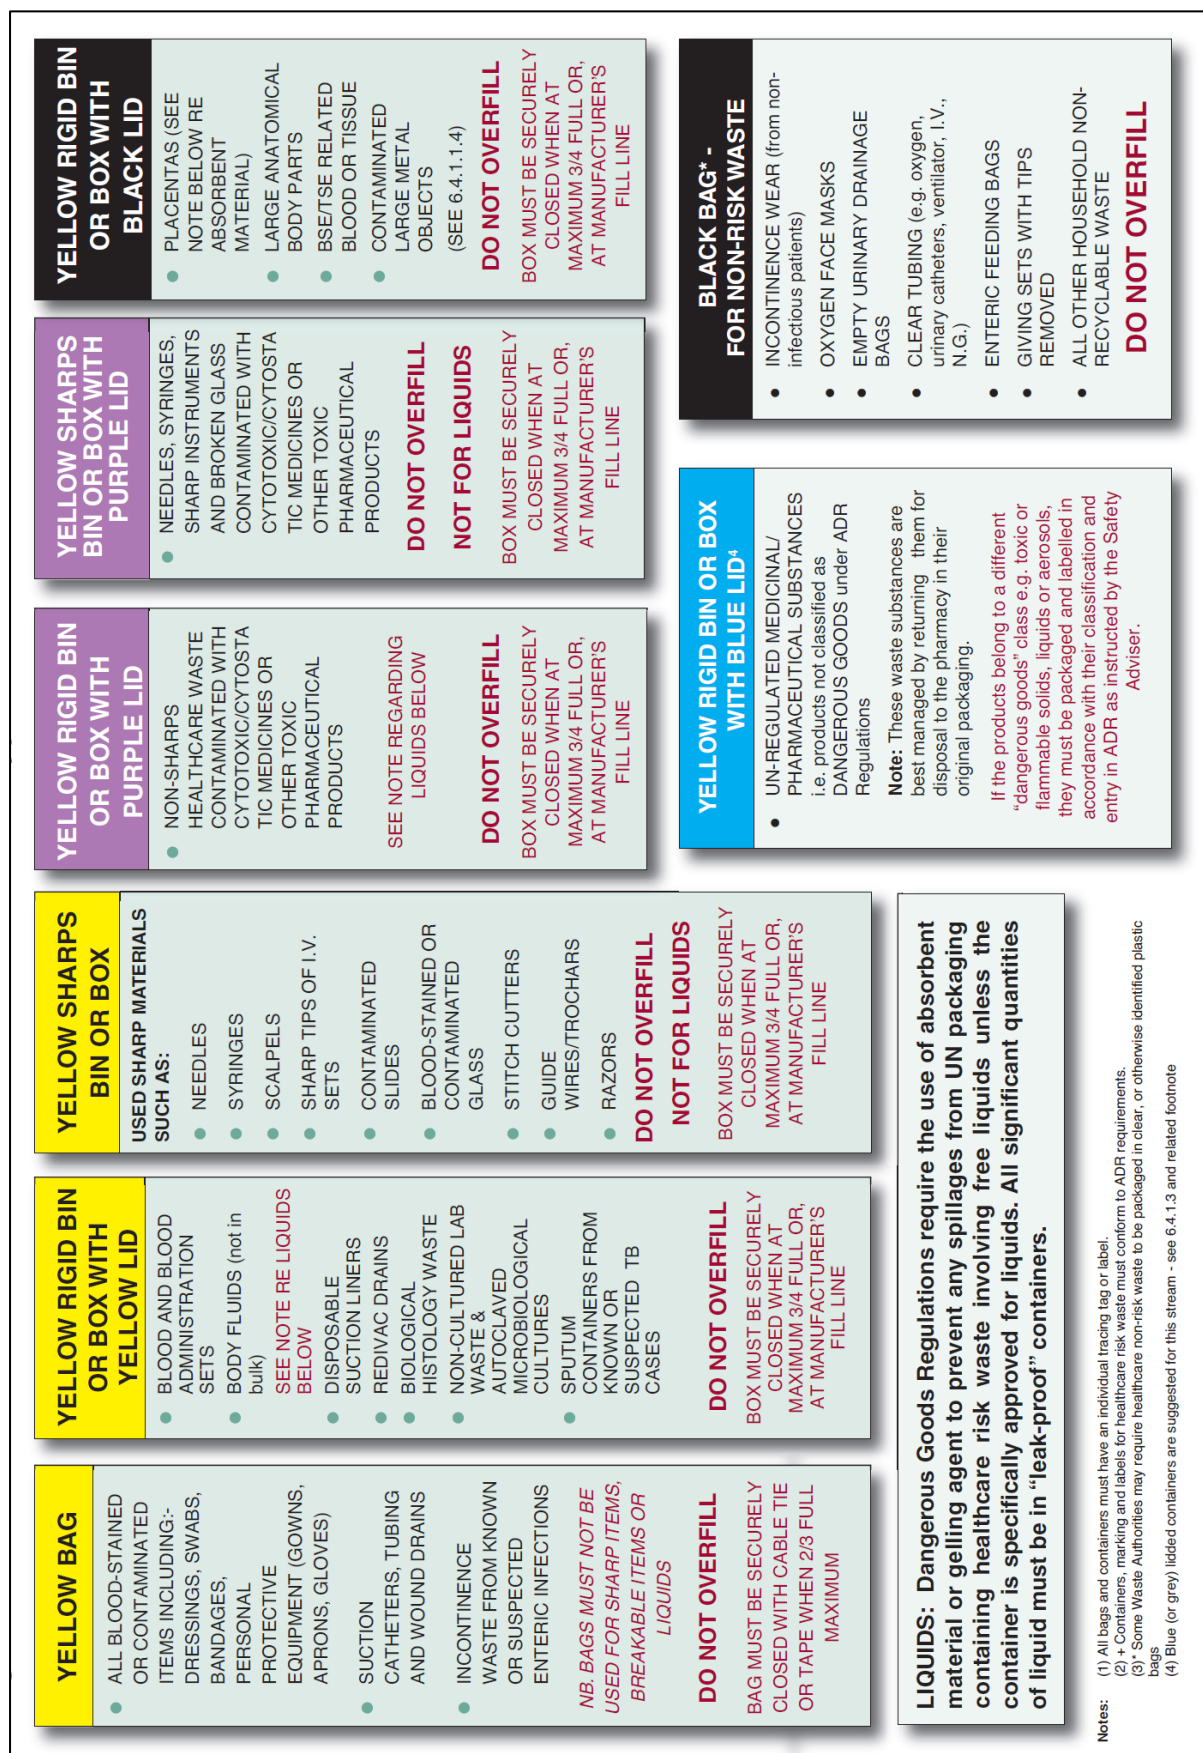 YELLOW BAG
ALL BLOOD-STAINED
OR CONTAMINATED
ITEMS INCLUDING:-
DRESSINGS, SWABS,
BANDAGES,
PERSONAL
PROTECTIVE
EQUIPMENT (GOWNS,
APRONS, GLOVES)
SUCTION
CATHETERS, TUBING
AND WOUND DRAINS
INCONTINENCE
WASTE FROM KNOWN
OR SUSPECTED
ENTERIC INFECTIONS
NB. BAGS MUST NOT BE
USED FOR SHARP ITEMS,
BREAKABLE ITEMS OR
LIQUIDS
DO NOT OVERFILL
BAG MUST BE SECURELY
CLOSED WITH CABLE TIE
OR TAPE WHEN 2/3 FULL
MAXIMUM
YELLOW RIGID BIN
OR BOX WITH
YELLOW LID
BLOOD AND BLOOD
ADMINISTRATION
SETS
BODY FLUIDS (not in
bulk)
SEE NOTE RE LIQUIDS
BELOW
DISPOSABLE
SUCTION LINERS
REDIVAC DRAINS
BIOLOGICAL
HISTOLOGY WASTE
NON-CULTURED LAB
WASTE &
AUTOCLAVED
MICROBIOLOGICAL
CULTURES
SPUTUM
CONTAINERS FROM
KNOWN OR
SUSPECTED TB
CASES
DO NOT OVERFILL
BOX MUST BE SECURELY
CLOSED WHEN AT
MAXIMUM 3/4 FULL OR,
AT MANUFACTURER'S
FILL LINE
YELLOW SHARPS
BIN OR BOX
USED SHARP MATERIALS
SUCH AS:
NEEDLES
SYRINGES
SCALPELS
SHARP TIPS OF I.V.
SETS
CONTAMINATED
SLIDES
BLOOD-STAINED OR
CONTAMINATED
GLASS
STITCH CUTTERS
GUIDE
WIRES/TROCHARS
RAZORS
DO NOT OVERFILL
NOT FOR LIQUIDS
BOX MUST BE SECURELY
CLOSED WHEN AT
MAXIMUM 3/4 FULL OR,
AT MANUFACTURER'S
FILL LINE
YELLOW RIGID BIN
OR BOX WITH
PURPLE LID
NON-SHARPS
HEALTHCARE WASTE
CONTAMINATED WITH
CYTOTOXIC/CYTOSTA
TIC MEDICINES OR
OTHER TOXIC
PHARMACEUTICAL
PRODUCTS
SEE NOTE REGARDING
LIQUIDS BELOW
DO NOT OVERFILL
BOX MUST BE SECURELY
CLOSED WHEN AT
MAXIMUM 3/4 FULL OR,
AT MANUFACTURER'S
FILL LINE
YELLOW SHARPS
BIN OR BOX WITH
PURPLE LID
NEEDLES, SYRINGES,
SHARP INSTRUMENTS
AND BROKEN GLASS
CONTAMINATED WITH
CYTOTOXIC/CYTOSTA
TIC MEDICINES OR
OTHER TOXIC
PHARMACEUTICAL
PRODUCTS
DO NOT OVERFILL
NOT FOR LIQUIDS
BOX MUST BE SECURELY
CLOSED WHEN AT
MAXIMUM 3/4 FULL OR,
AT MANUFACTURER'S
FILL LINE
YELLOW RIGID BIN
OR BOX WITH
BLACK LID
PLACENTAS (SEE
NOTE BELOW RE
ABSORBENT
MATERIAL)
LARGE ANATOMICAL
BODY PARTS
BSE/TSE RELATED
BLOOD OR TISSUE
CONTAMINATED
LARGE METAL
OBJECTS
(SEE 6.4.1.1.4)
DO NOT OVERFILL
BOX MUST BE SECURELY
CLOSED WHEN AT
MAXIMUM 3/4 FULL OR,
AT MANUFACTURER'S
FILL LINE
LIQUIDS: Dangerous Goods Regulations require the use of absorbent
material or gelling agent to prevent any spillages from UN packaging
containing healthcare risk waste involving free liquids unless the
container is specifically approved for liquids. All significant quantities
of liquid must be in "leak-proof" containers.
YELLOW RIGID BIN OR BOX
WITH BLUE LID4
UN-REGULATED MEDICINAL/
PHARMACEUTICAL SUBSTANCES
i.e. products not classified as
DANGEROUS GOODS under ADR
Regulations
Note: These waste substances are
best managed by returning them for
disposal to the pharmacy in their
original packaging.
If the products belong to a different
"dangerous goods" class e.g. toxic or
flammable solids, liquids or aerosols,
they must be packaged and labelled in
accordance with their classification and
entry in ADR as instructed by the Safety
Adviser.
BLACK BAG* -
FOR NON-RISK WASTE
INCONTINENCE WEAR (from non-
infectious patients)
OXYGEN FACE MASKS
EMPTY URINARY DRAINAGE
BAGS
CLEAR TUBING (e.g. oxygen,
urinary catheters, ventilator, I.V.,
N.G.)
ENTERIC FEEDING BAGS
GIVING SETS WITH TIPS
REMOVED
ALL OTHER HOUSEHOLD NON-
RECYCLABLE WASTE
DO NOT OVERFILL
Notes: (1) All bags and containers must have an individual tracing tag or label.
(2) + Containers, marking and labels for healthcare risk waste must conform to ADR requirements.
(3)* Some Waste Authorities may require healthcare non-risk waste to be packaged in clear, or otherwise identified plastic
bags
(4) Blue (or grey) lidded containers are suggested for this stream - see 6.4.1.3 and related footnote